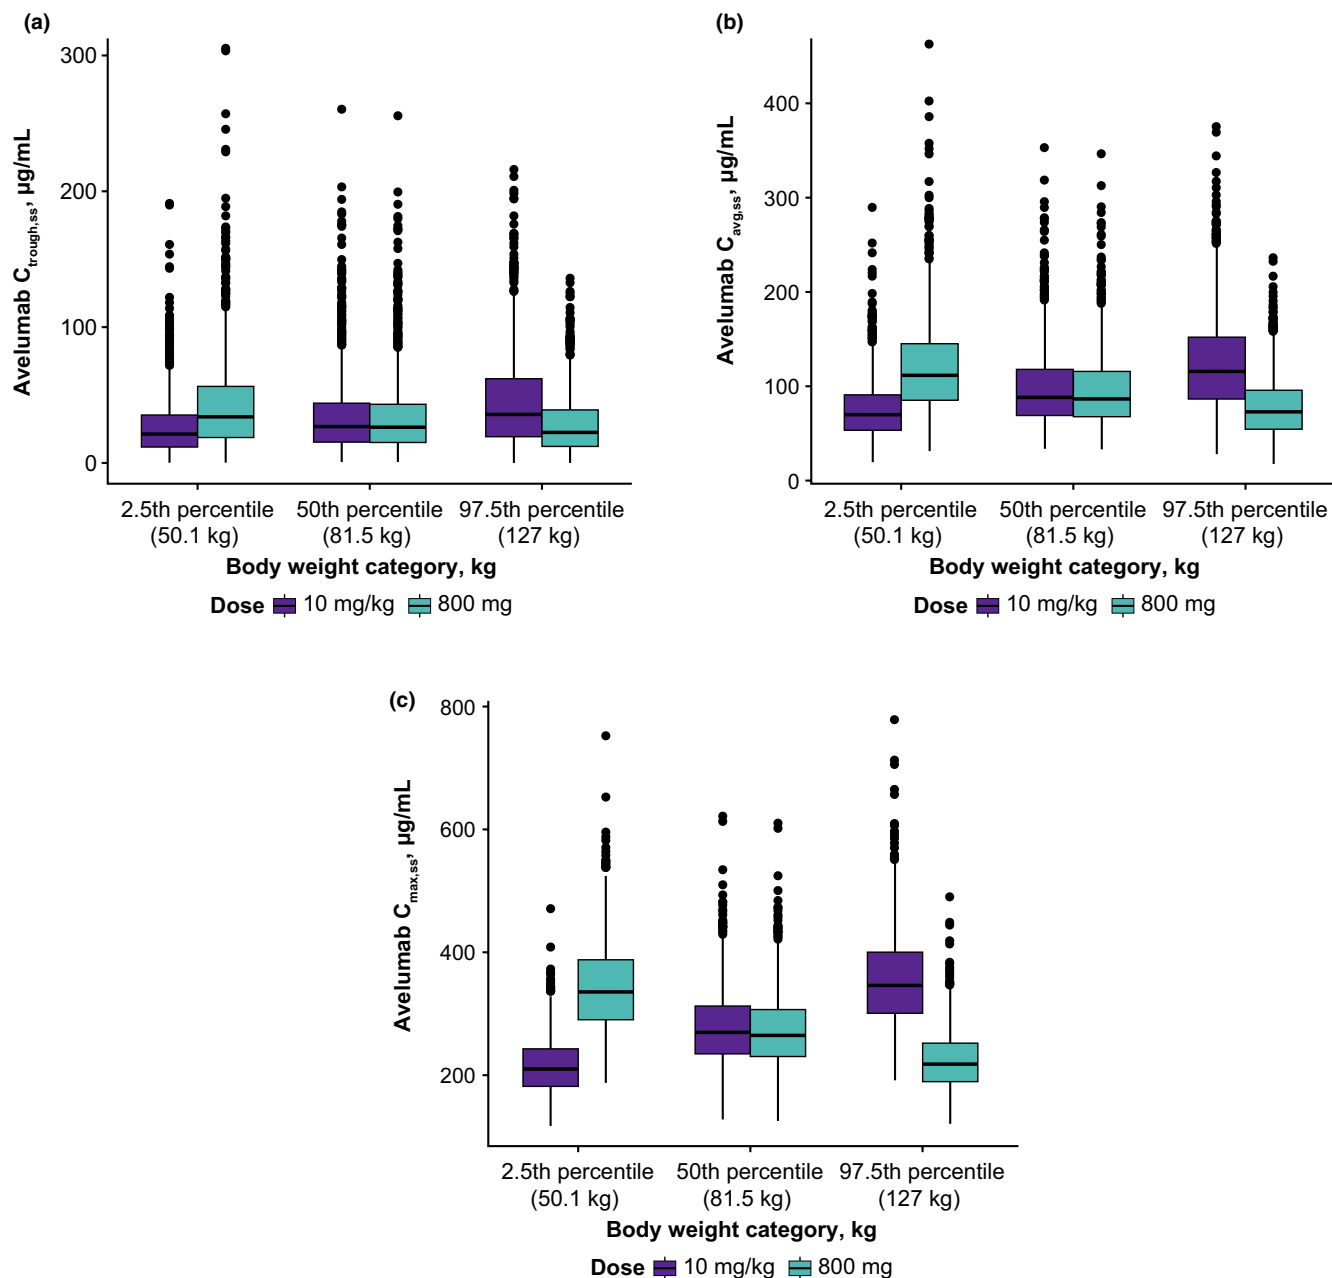 (a)
Avelumab Ctrough,ss, µg/mL
300
200
100
0
2.5th percentile 50th percentile 97.5th percentile
(50.1 kg) (81.5 kg) (127 kg)
Body weight category, kg
Dose 10 mg/kg 800 mg
(b)
Avelumab Cavg,ss, µg/mL
400
300
200
100
0
2.5th percentile 50th percentile 97.5th percentile
(50.1 kg) (81.5 kg) (127 kg)
Body weight category, kg
Dose 10 mg/kg 800 mg
(c)
Avelumab Cmax,ss, µg/mL
800
600
400
200
2.5th percentile 50th percentile 97.5th percentile
(50.1 kg) (81.5 kg) (127 kg)
Body weight category, kg
Dose 10 mg/kg 800 mg